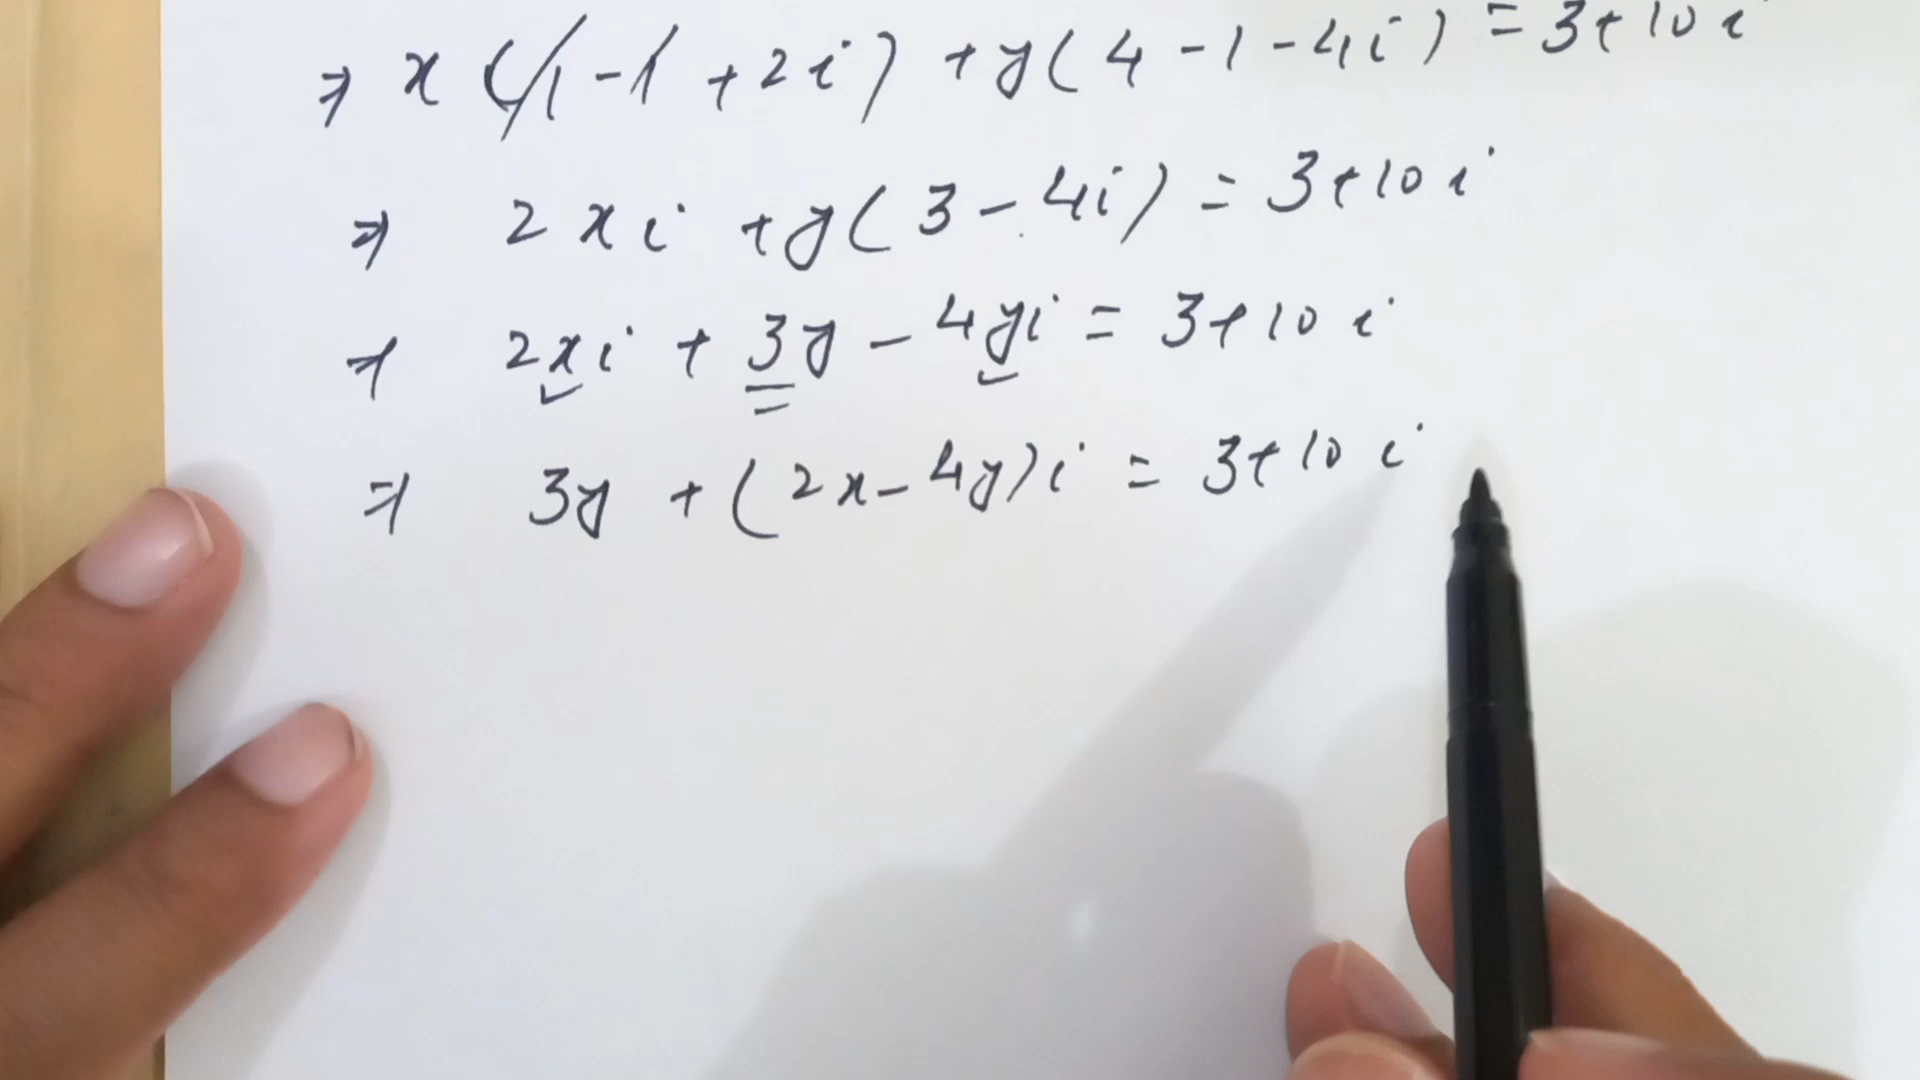 ⇒ x (1 - 1 + 2i) + y(4 - 1 - 4i) = 3 + 10i
⇒ 2xi + y(3 - 4i) = 3 + 10i
⇒ 2xi + 3y - 4yi = 3 + 10i
⇒ 3y + (2x - 4y)i = 3 + 10i